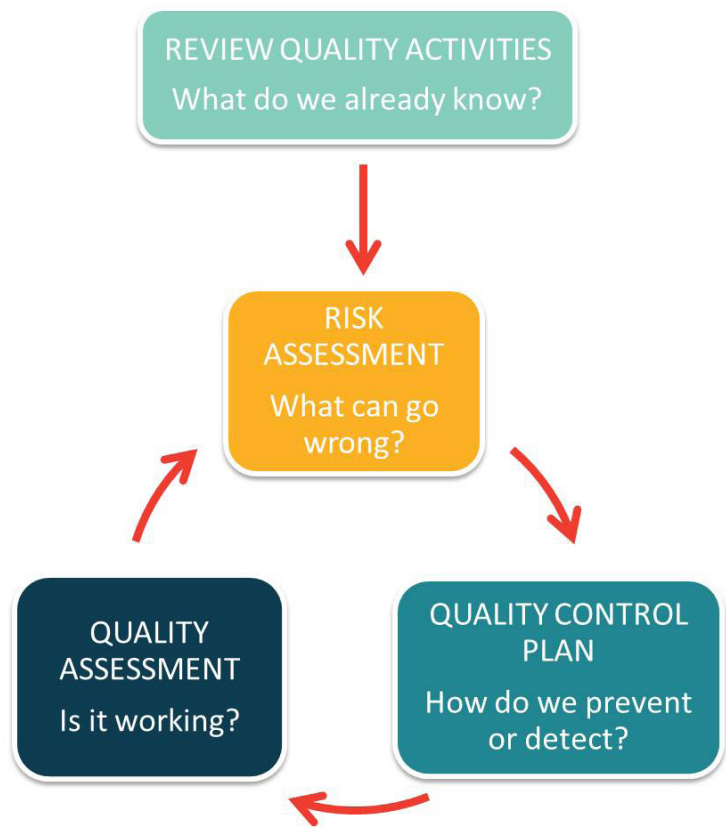 REVIEW QUALITY ACTIVITIES
What do we already know?
RISK
ASSESSMENT
What can go
wrong?
QUALITY CONTROL
PLAN
How do we prevent
or detect?
QUALITY
ASSESSMENT
Is it working?